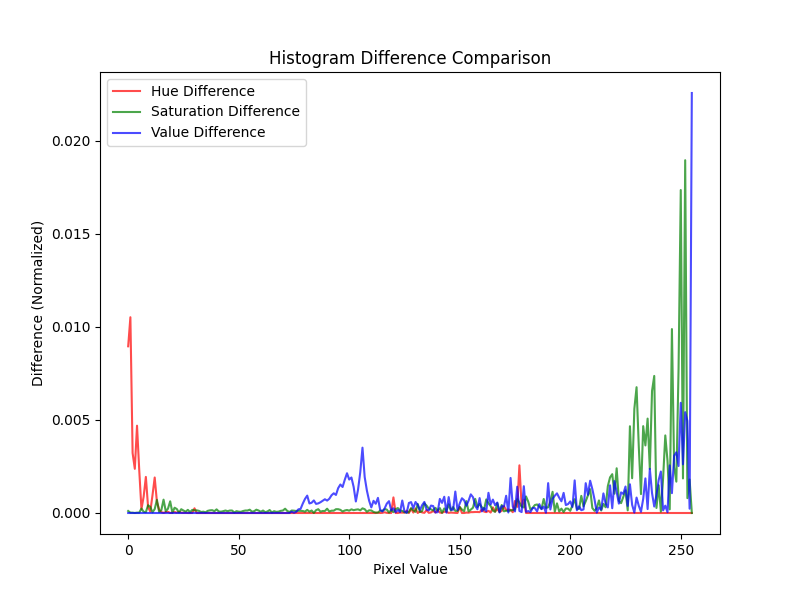 Histogram Difference Comparison
Hue Difference
Saturation Difference
Value Difference
Difference (Normalized)
0.020
0.015
0.010
0.005
0.000
0 50 100 150 200 250
Pixel Value